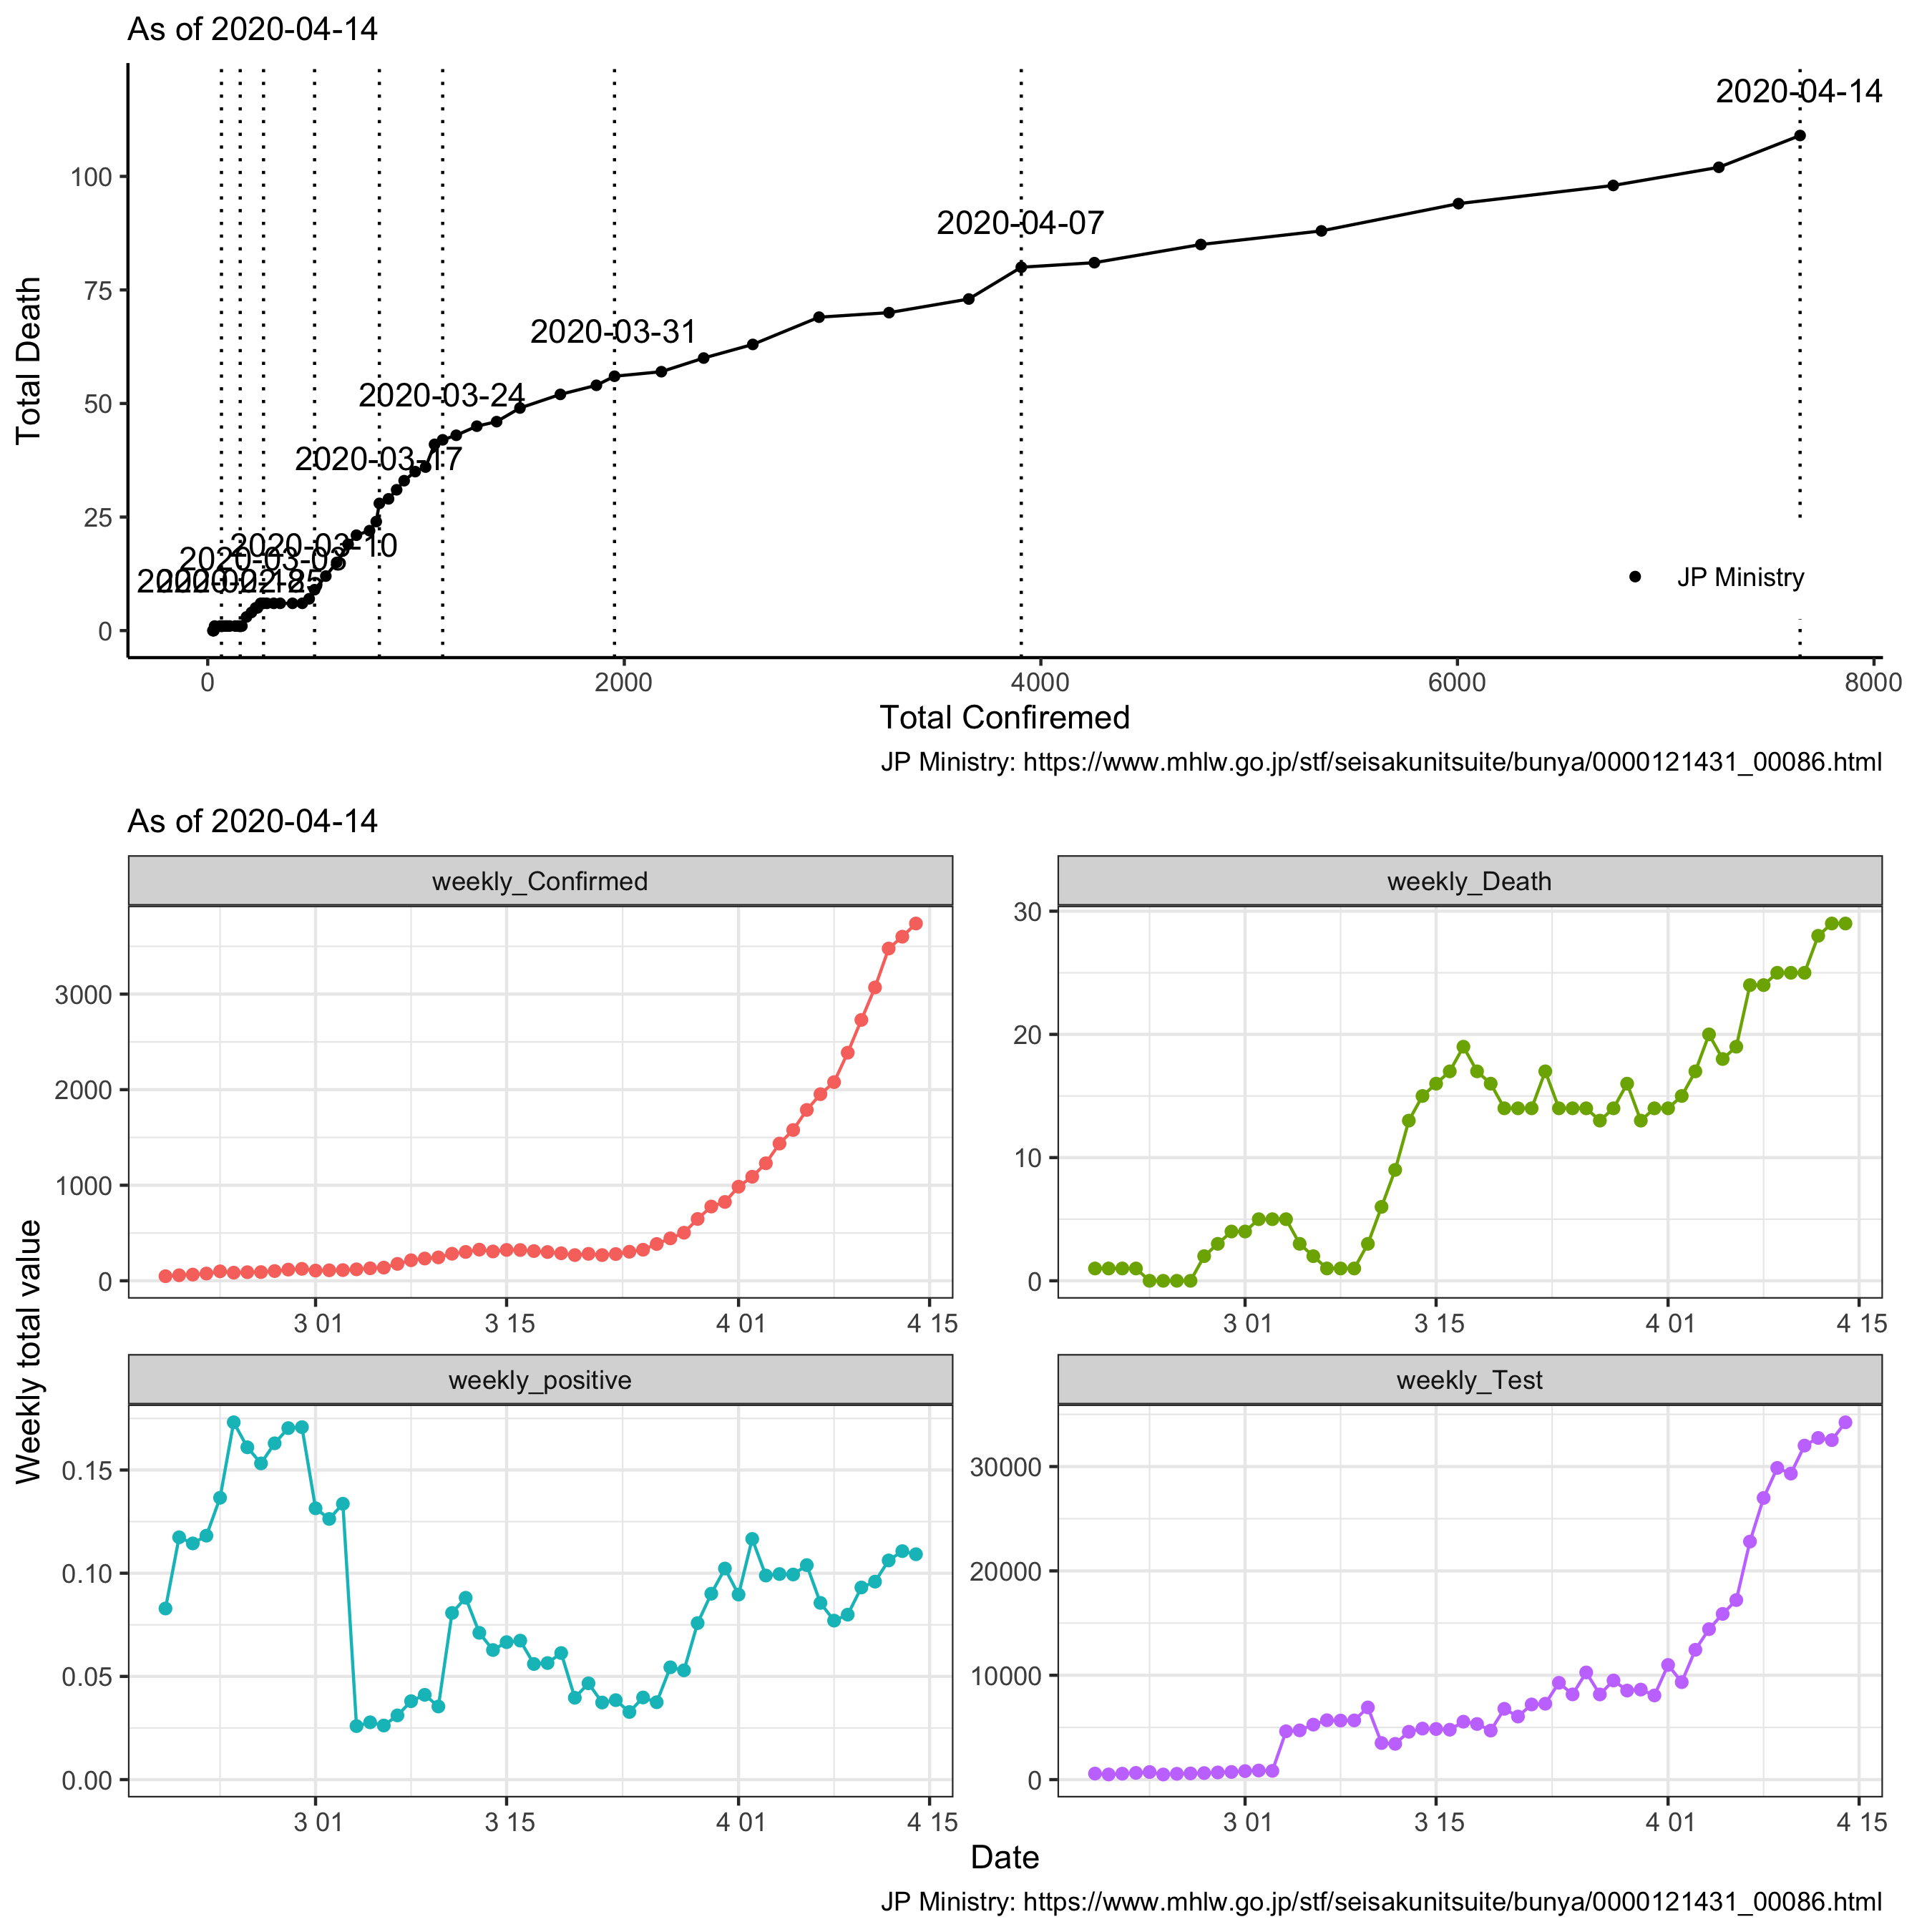 As of 2020-04-14
2020-04-14
2020-04-07
2020-03-31
2020-03-24
2020-03-17
2020-03-10
Total Death
100
75
50
25
0
JP Ministry
0 2000 4000 6000 8000
Total Confiremed
JP Ministry: https://www.mhlw.go.jp/stf/seisakunitsuite/bunya/0000121431_00086.html
As of 2020-04-14
Weekly total value
weekly_Confirmed
3000
2000
1000
0
3 01 3 15 4 01 4 15
weekly_Death
30
20
10
0
3 01 3 15 4 01 4 15
weekly_positive
0.15
0.10
0.05
0.00
3 01 3 15 4 01 4 15
weekly_Test
30000
20000
10000
0
3 01 3 15 4 01 4 15
Date
JP Ministry: https://www.mhlw.go.jp/stf/seisakunitsuite/bunya/0000121431_00086.html